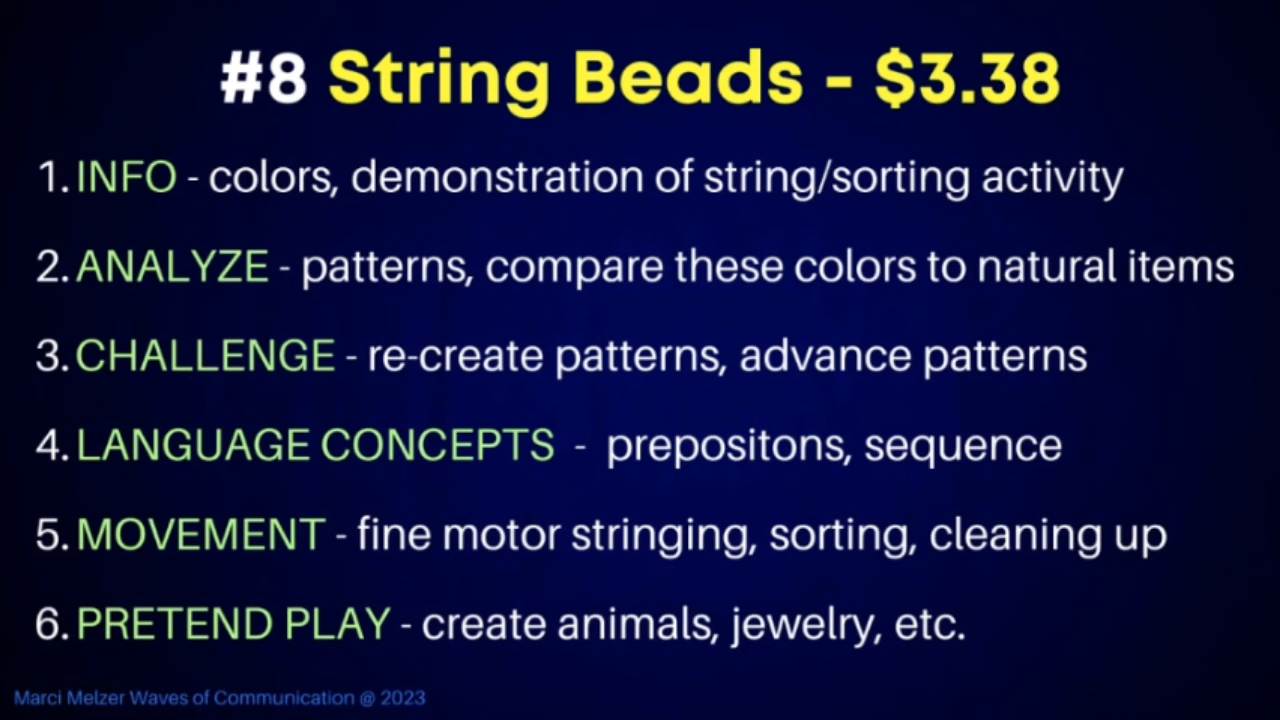 #8 String Beads - $3.38
1. INFO - colors, demonstration of string/sorting activity
2. ANALYZE - patterns, compare these colors to natural items
3. CHALLENGE - re-create patterns, advance patterns
4. LANGUAGE CONCEPTS - prepositons, sequence
5. MOVEMENT - fine motor stringing, sorting, cleaning up
6. PRETEND PLAY - create animals, jewelry, etc.
Marci Melzer Waves of Communication @ 2023